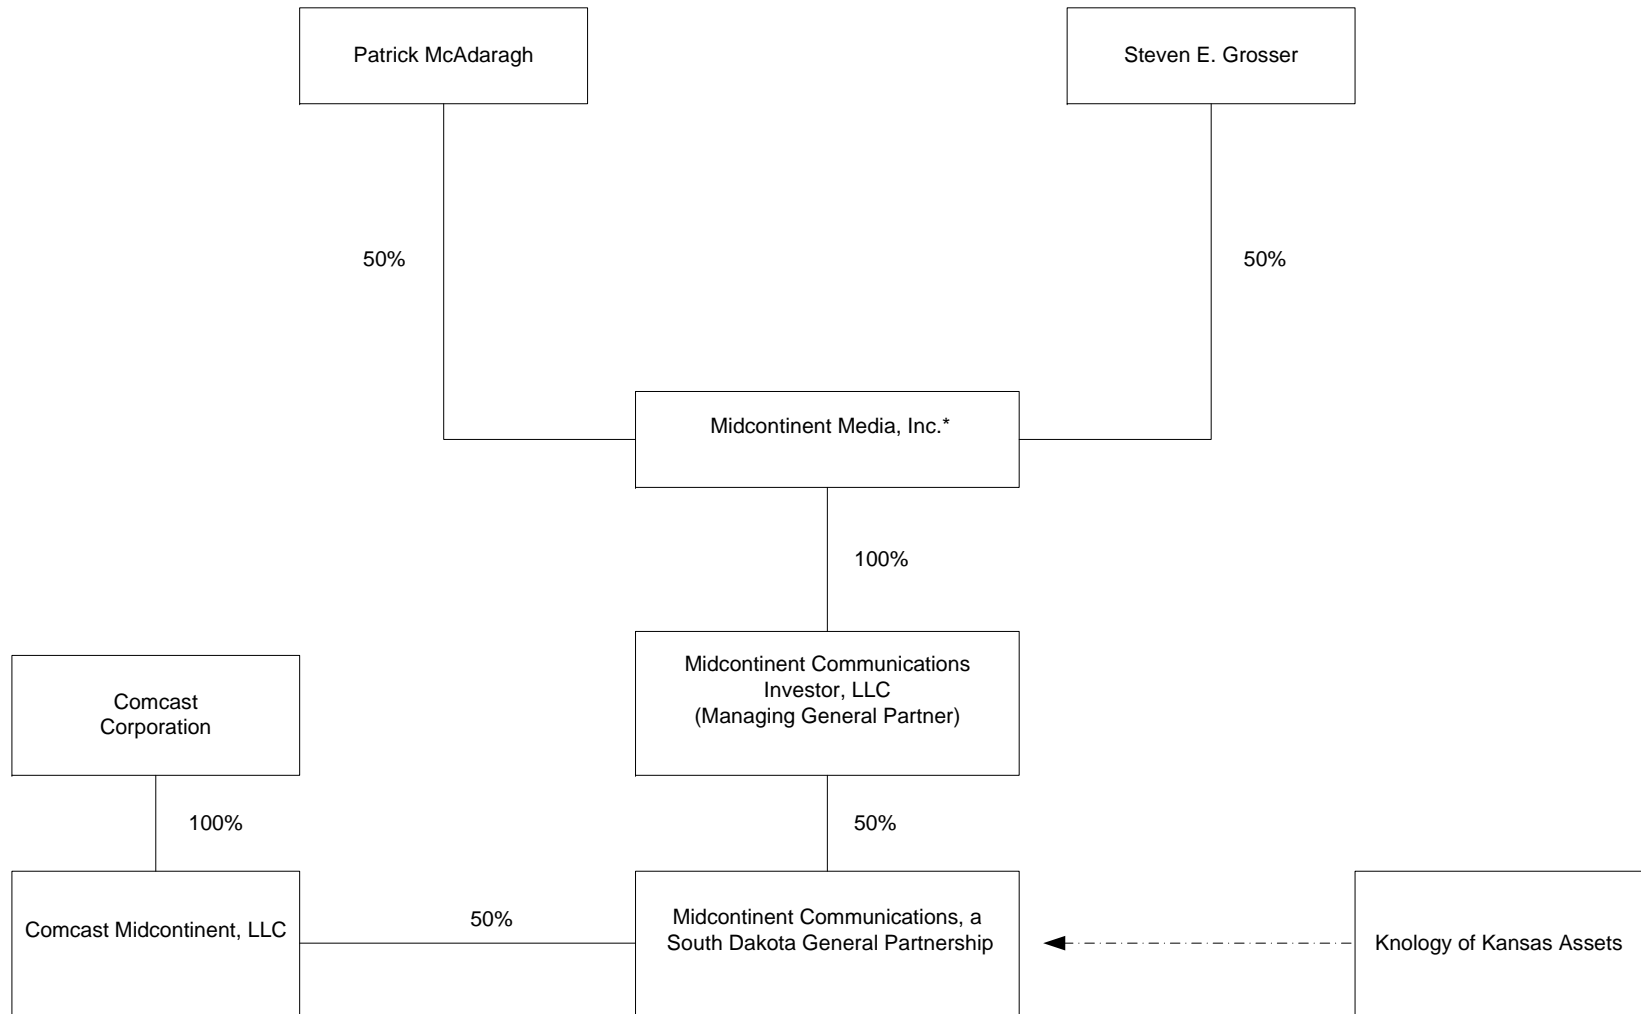 Patrick McAdaragh
Steven E. Grosser
50%
50%
Midcontinent Media, Inc.*
100%
Midcontinent Communications
Investor, LLC
(Managing General Partner)
Comcast
Corporation
100%
50%
Comcast Midcontinent, LLC
50%
Midcontinent Communications, a
South Dakota General Partnership
Knology of Kansas Assets